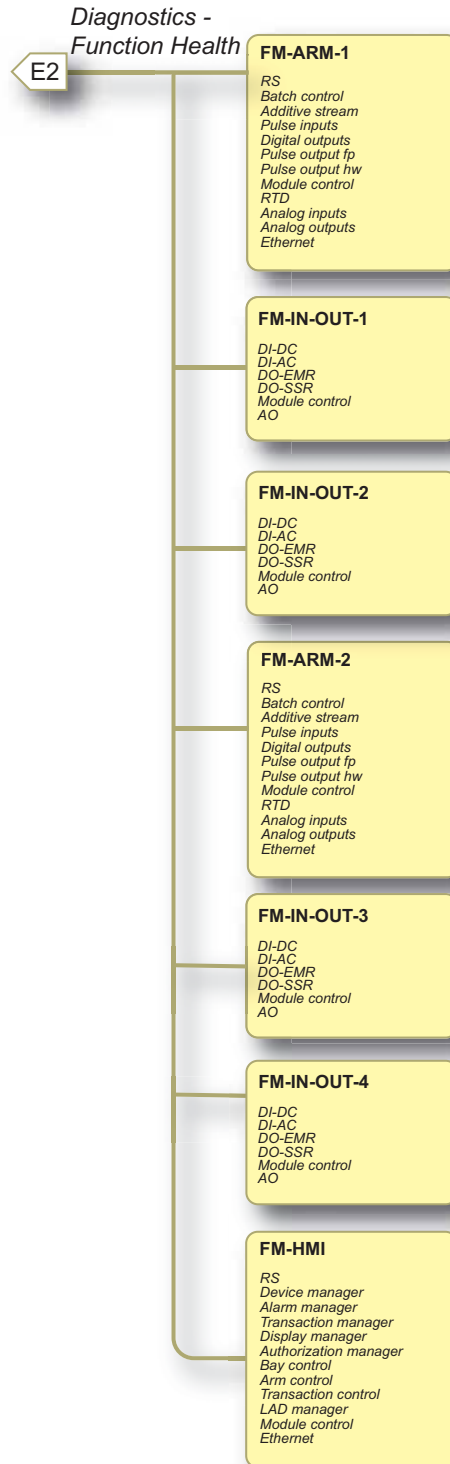 Diagnostics -
Function Health
E2
FM-ARM-1
RS
Batch control
Additive stream
Pulse inputs
Digital outputs
Pulse output fp
Pulse output hw
Module control
RTD
Analog inputs
Analog outputs
Ethernet
FM-IN-OUT-1
DI-DC
DI-AC
DO-EMR
DO-SSR
Module control
AO
FM-IN-OUT-2
DI-DC
DI-AC
DO-EMR
DO-SSR
Module control
AO
FM-ARM-2
RS
Batch control
Additive stream
Pulse inputs
Digital outputs
Pulse output fp
Pulse output hw
Module control
RTD
Analog inputs
Analog outputs
Ethernet
FM-IN-OUT-3
DI-DC
DI-AC
DO-EMR
DO-SSR
Module control
AO
FM-IN-OUT-4
DI-DC
DI-AC
DO-EMR
DO-SSR
Module control
AO
FM-HMI
RS
Device manager
Alarm manager
Transaction manager
Display manager
Authorization manager
Bay control
Arm control
Transaction control
LAD manager
Module control
Ethernet